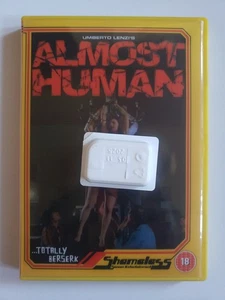 UMBERTO LENZI'S
ALMOST
HUMAN
...TOTALLY
BERSERK
Shameless
18